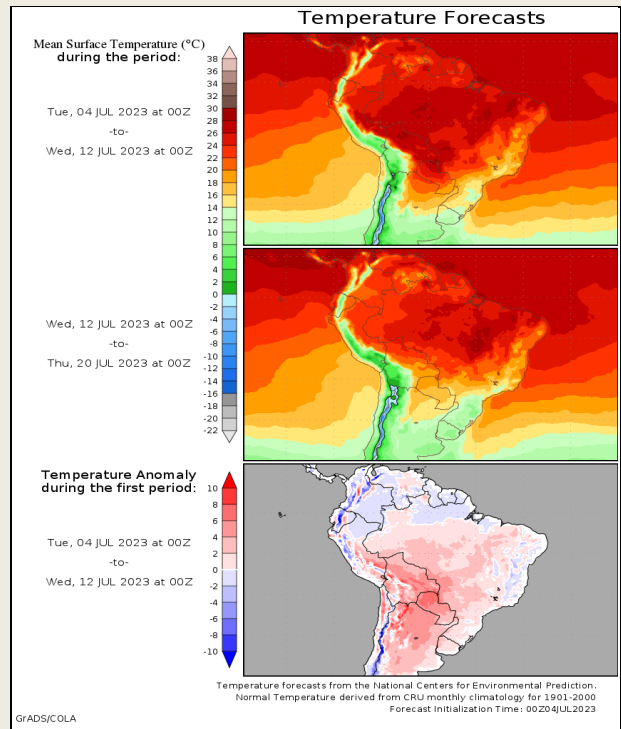 Temperature Forecasts
Mean Surface Temperature (°C)
during the period:
38
36
34
32
30
28
26
24
22
20
18
16
14
12
10
8
6
4
2
0
-2
-4
-6
-8
-10
-12
-14
-16
-18
-20
-22
Tue, 04 JUL 2023 at 00Z
-to-
Wed, 12 JUL 2023 at 00Z
Wed, 12 JUL 2023 at 00Z
-to-
Thu, 20 JUL 2023 at 00Z
Temperature Anomaly
during the first period:
10
8
6
4
2
0
-2
-4
-6
-8
-10
Tue, 04 JUL 2023 at 00Z
-to-
Wed, 12 JUL 2023 at 00Z
Temperature forecasts from the National Centers for Environmental Prediction.
Normal Temperature derived from CRU monthly climatology for 1901-2000
Forecast Initialization Time: 00Z04JUL2023
GrADS/COLA